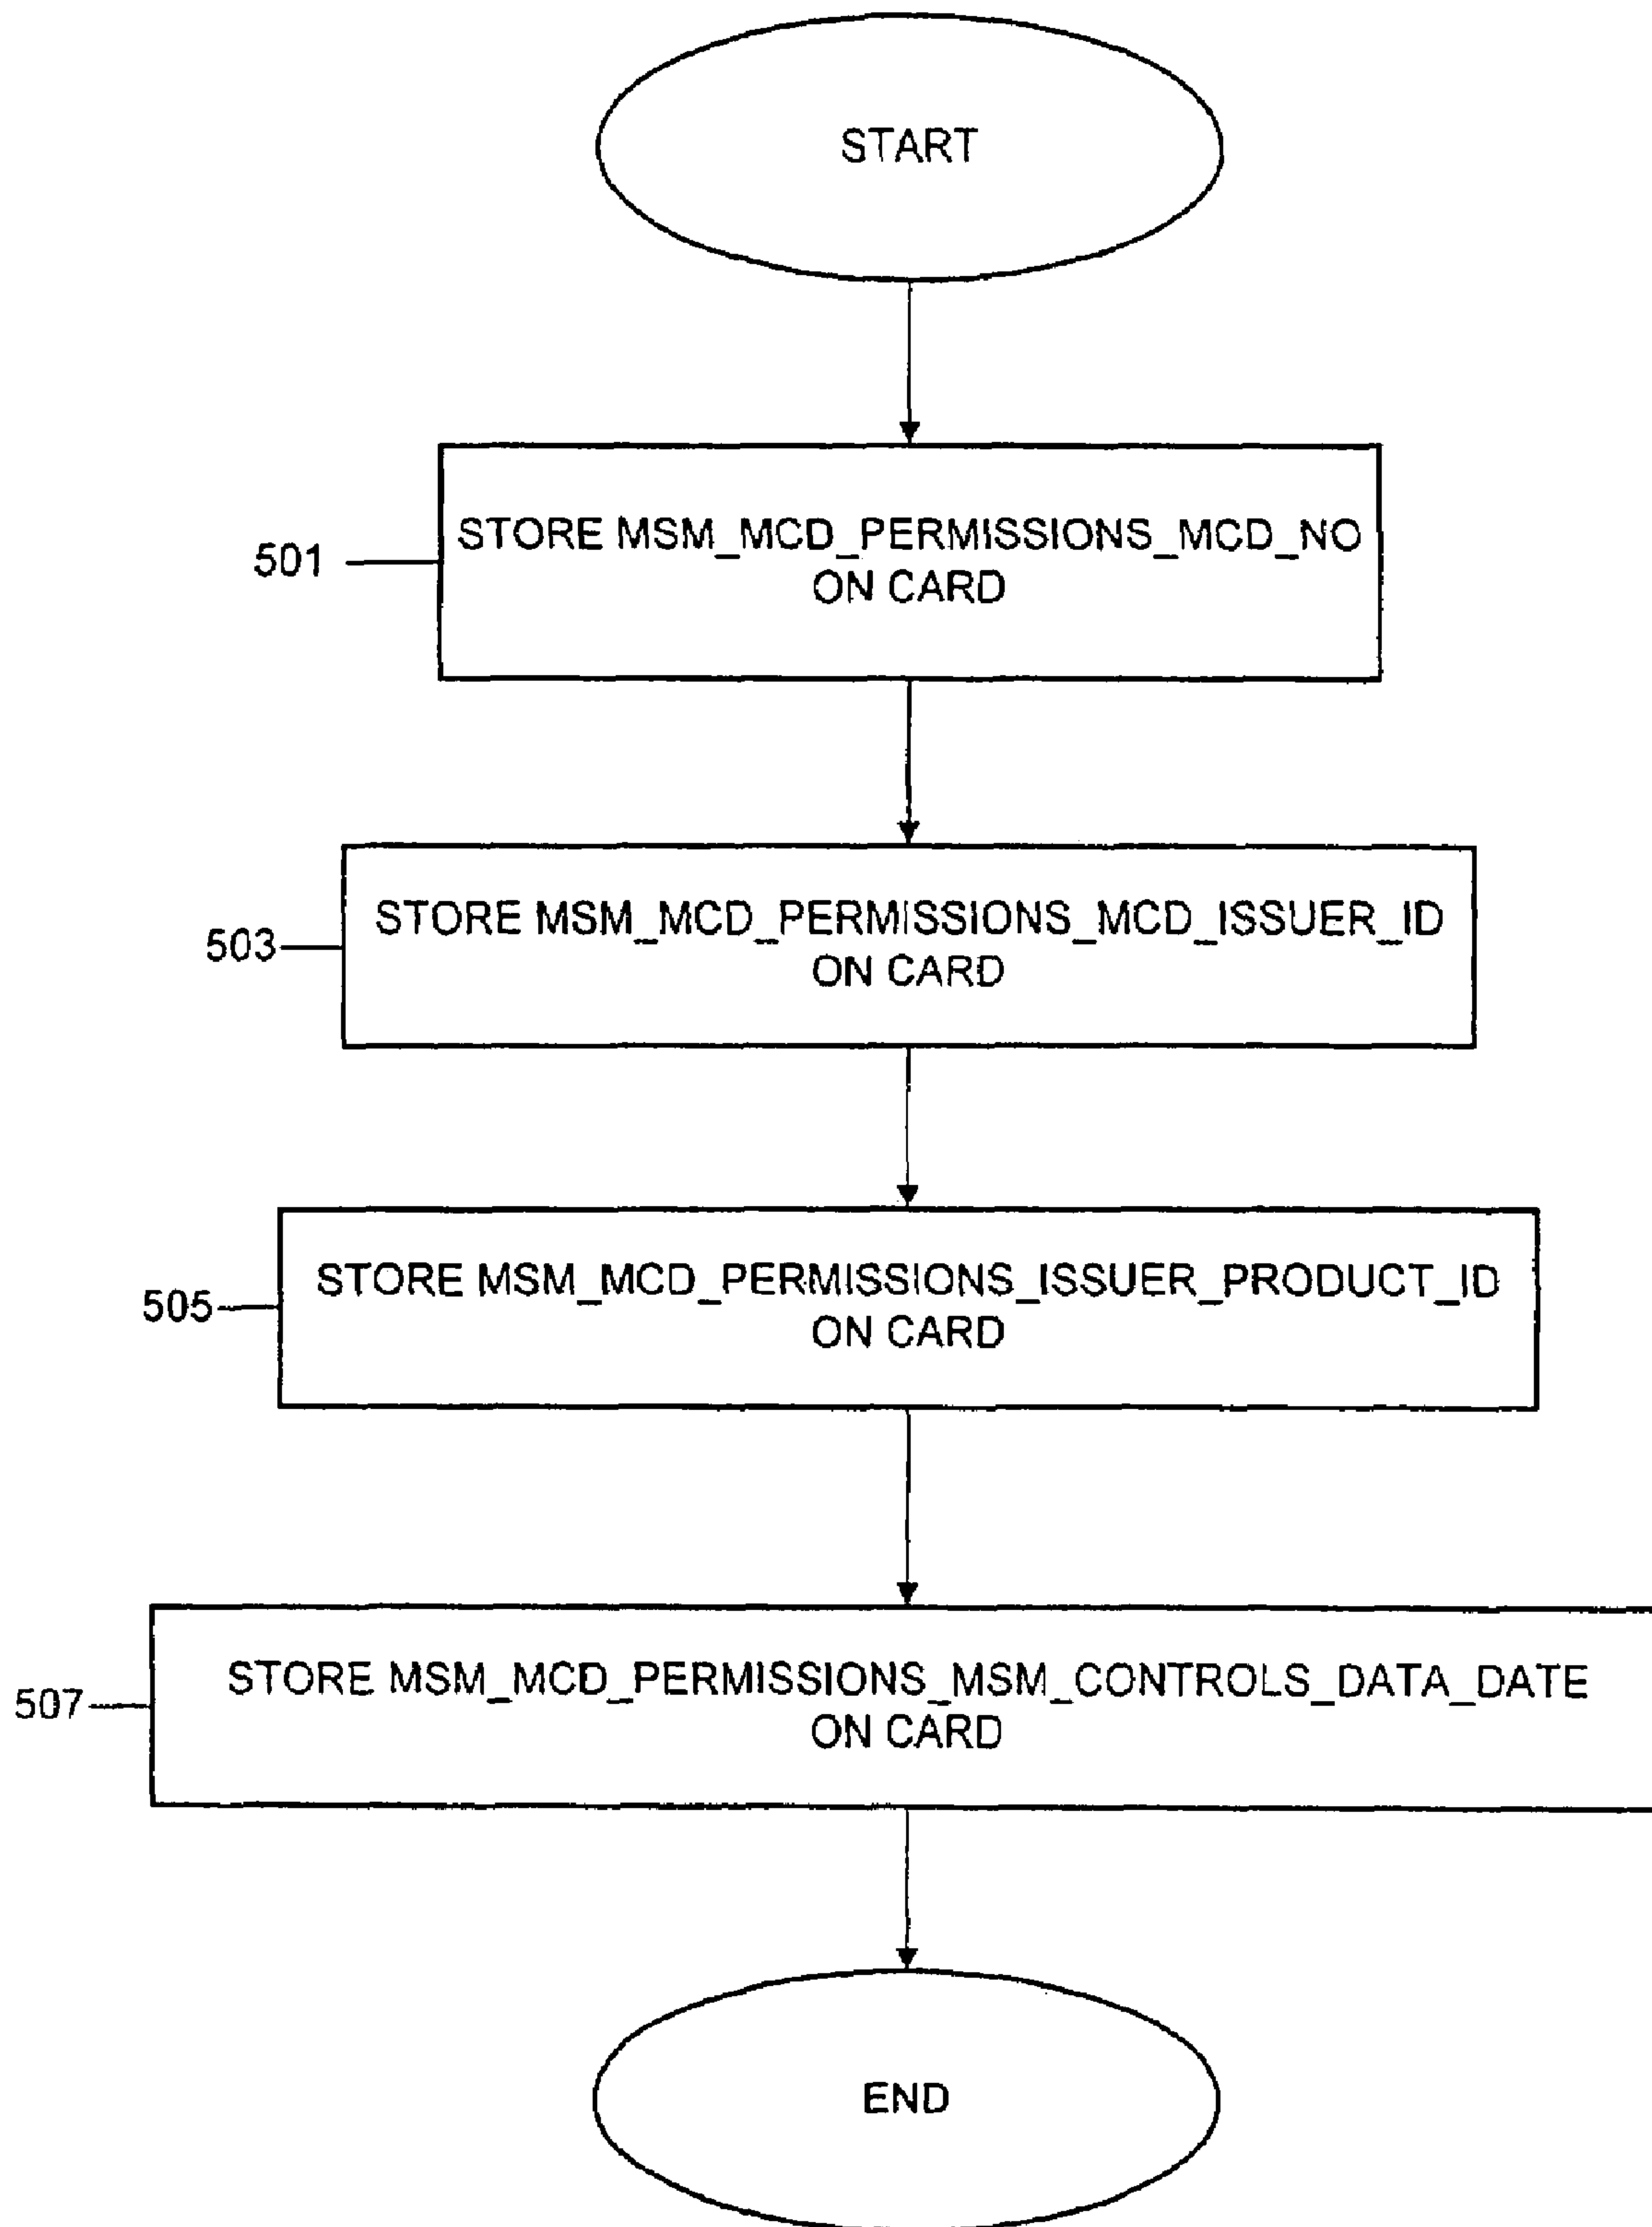 START
501
STORE MSM_MCD_PERMISSIONS_MCD_NO
ON CARD
503
STORE MSM_MCD_PERMISSIONS_MCD_ISSUER_ID
ON CARD
505
STORE MSM_MCD_PERMISSIONS_ISSUER_PRODUCT_ID
ON CARD
507
STORE MSM_MCD_PERMISSIONS_MSM_CONTROLS_DATA_DATE
ON CARD
END